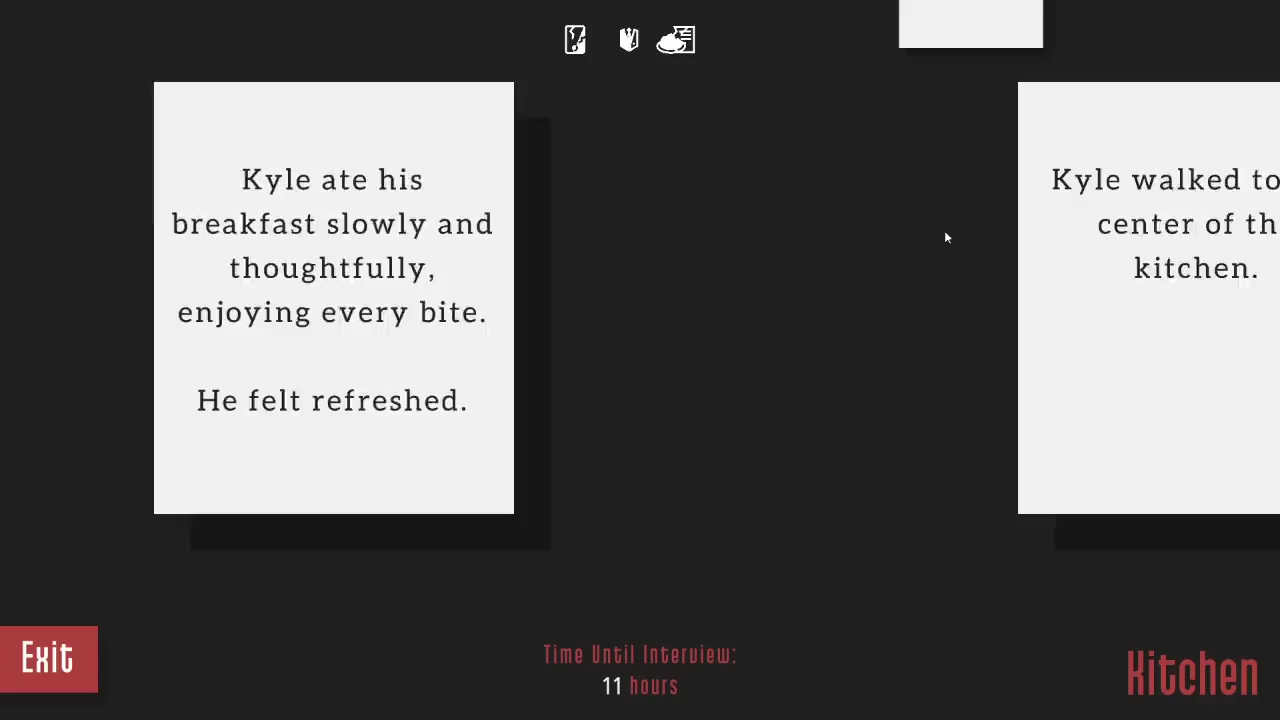 Kyle ate his
breakfast slowly and
thoughtfully,
enjoying every bite.
He felt refreshed.
Kyle walked to
center of th
kitchen.
Exit
Time Until Interview:
11 hours
Kitchen